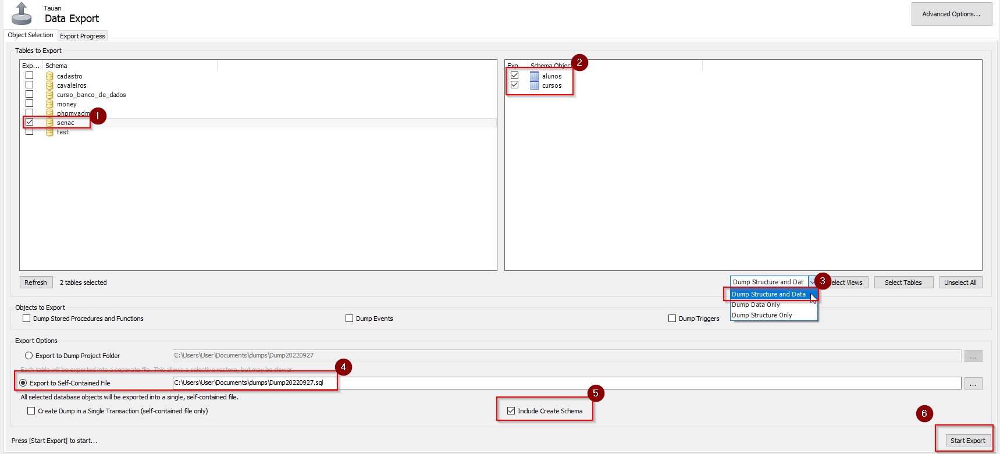 Tauan
Data Export
Advanced Options...
Object Selection
Export Progress
Tables to Export
Exp... Schema
cadastro
cavaleiros
curso_banco_de_dados
money
1
senac
test
Schema
2
alunos
cursos
Refresh
2 tables selected
Dump Structure and Dat
3
Views
Select Tables
Unselect All
Dump Structure and Data
Dump Data Only
Dump Structure Only
Objects to Export
Dump Stored Procedures and Functions
Dump Events
Dump Triggers
Export Options
Export to Dump Project Folder
C:\Users\User\Documents\dumps\Dump20220927
...
Each table will be exported into a separate file. This allows a selective restore, but may be slower.
4
Export to Self-Contained File
C:\Users\User\Documents\dumps\Dump20220927.sql
...
All selected database objects will be exported into a single, self-contained file.
5
Create Dump in a Single Transaction (self-contained file only)
Include Create Schema
6
Press [Start Export] to start...
Start Export